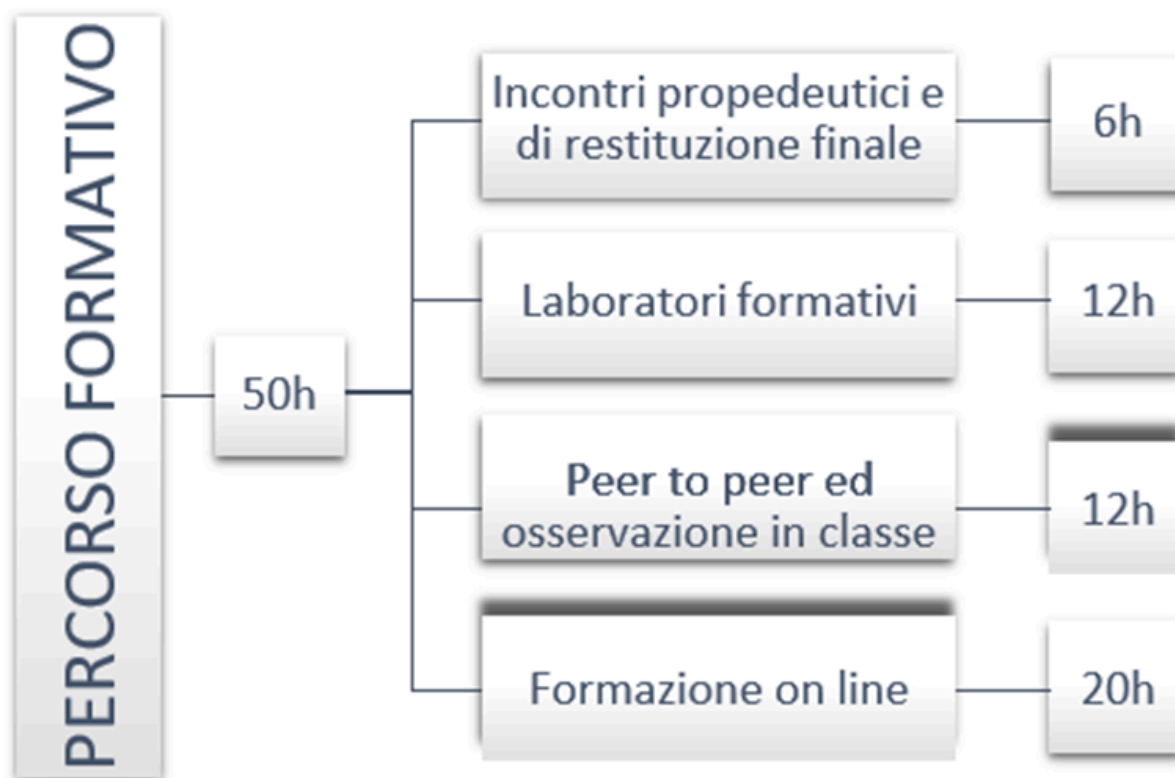 PERCORSO FORMATIVO
50h
Incontri propedeutici e
di restituzione finale
6h
Laboratori formativi
12h
Peer to peer ed
osservazione in classe
12h
Formazione on line
20h